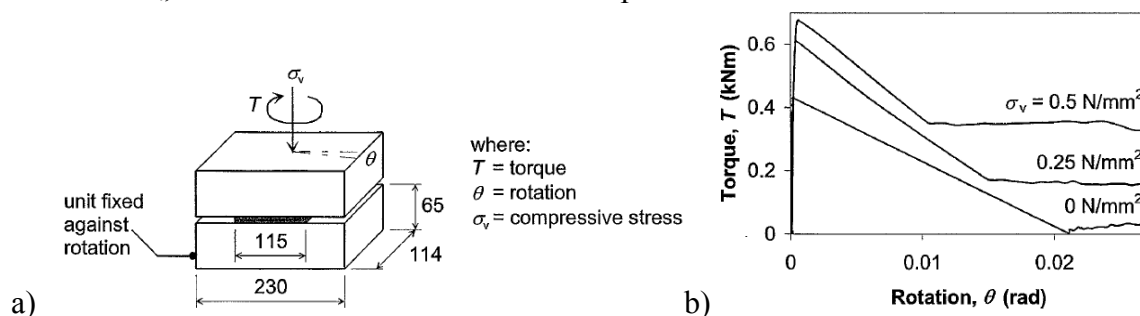 σv
T
θ
where:
T = torque
θ = rotation
σv = compressive stress
unit fixed
against
rotation
65
115
114
230
a)
Torque, T (kNm)
0.6
0.4
0.2
0
σv = 0.5 N/mm²
0.25 N/mm²
0 N/mm²
0
0.01
0.02
Rotation, θ (rad)
b)